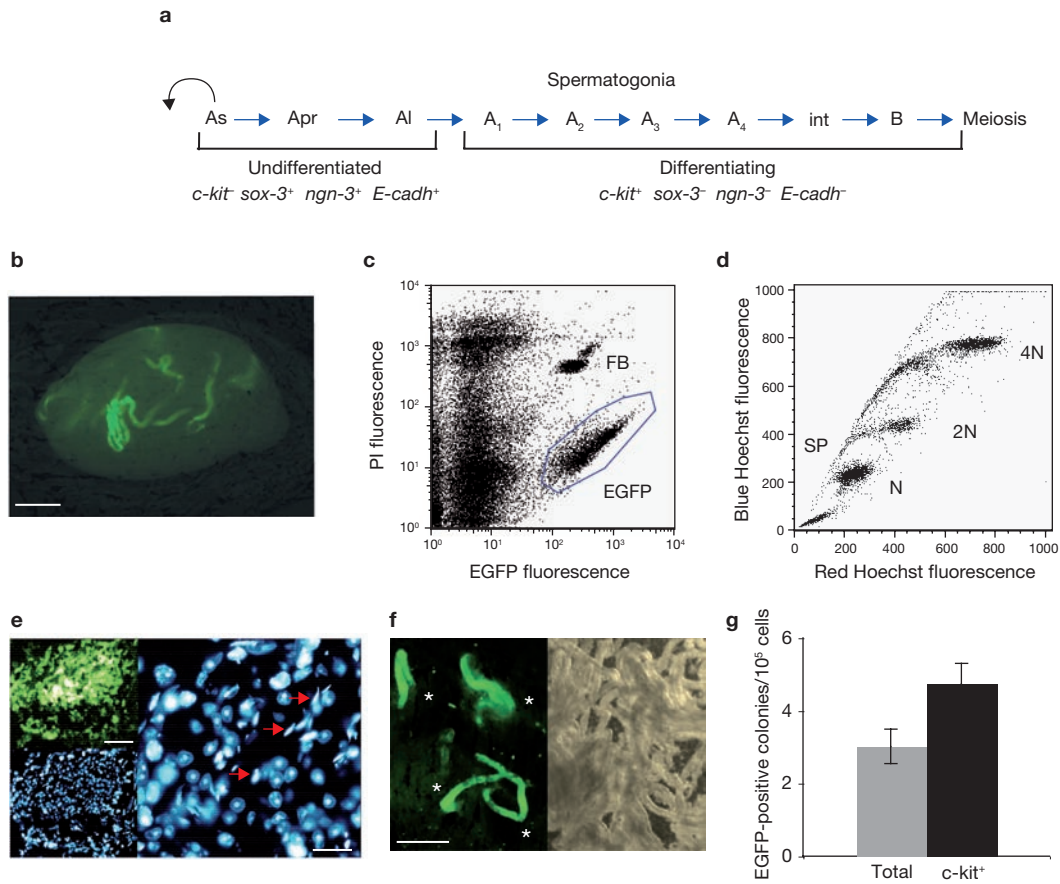 a
Spermatogonia
As Apr Al A₁ A₂ A₃ A₄ int B Meiosis
Undifferentiated Differentiating
c-kit⁻ sox-3⁺ ngn-3⁺ E-cadh⁺ c-kit⁺ sox-3⁻ ngn-3⁻ E-cadh⁻
b
c
PI fluorescence
10⁴
10³
10²
10¹
10⁰
FB
EGFP
10⁰ 10¹ 10² 10³ 10⁴
EGFP fluorescence
d
Blue Hoechst fluorescence
1000
800
600
400
200
0
4N
2N
SP
N
0 200 400 600 800 1000
Red Hoechst fluorescence
e
f
* *
* *
g
EGFP-positive colonies/10⁵ cells
6
4
2
0
Total c-kit⁺